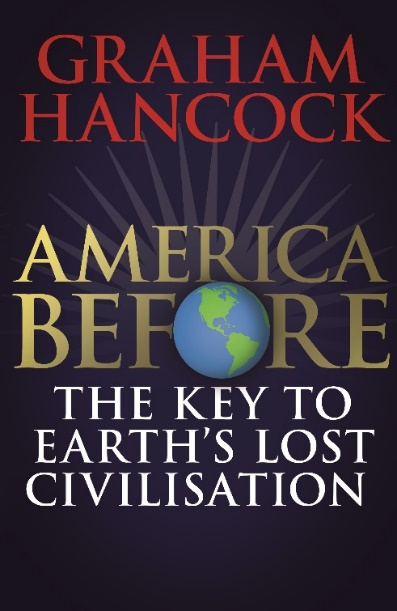 GRAHAM
HANCOCK
AMERICA
BEFORE
THE KEY TO
EARTH'S LOST
CIVILISATION